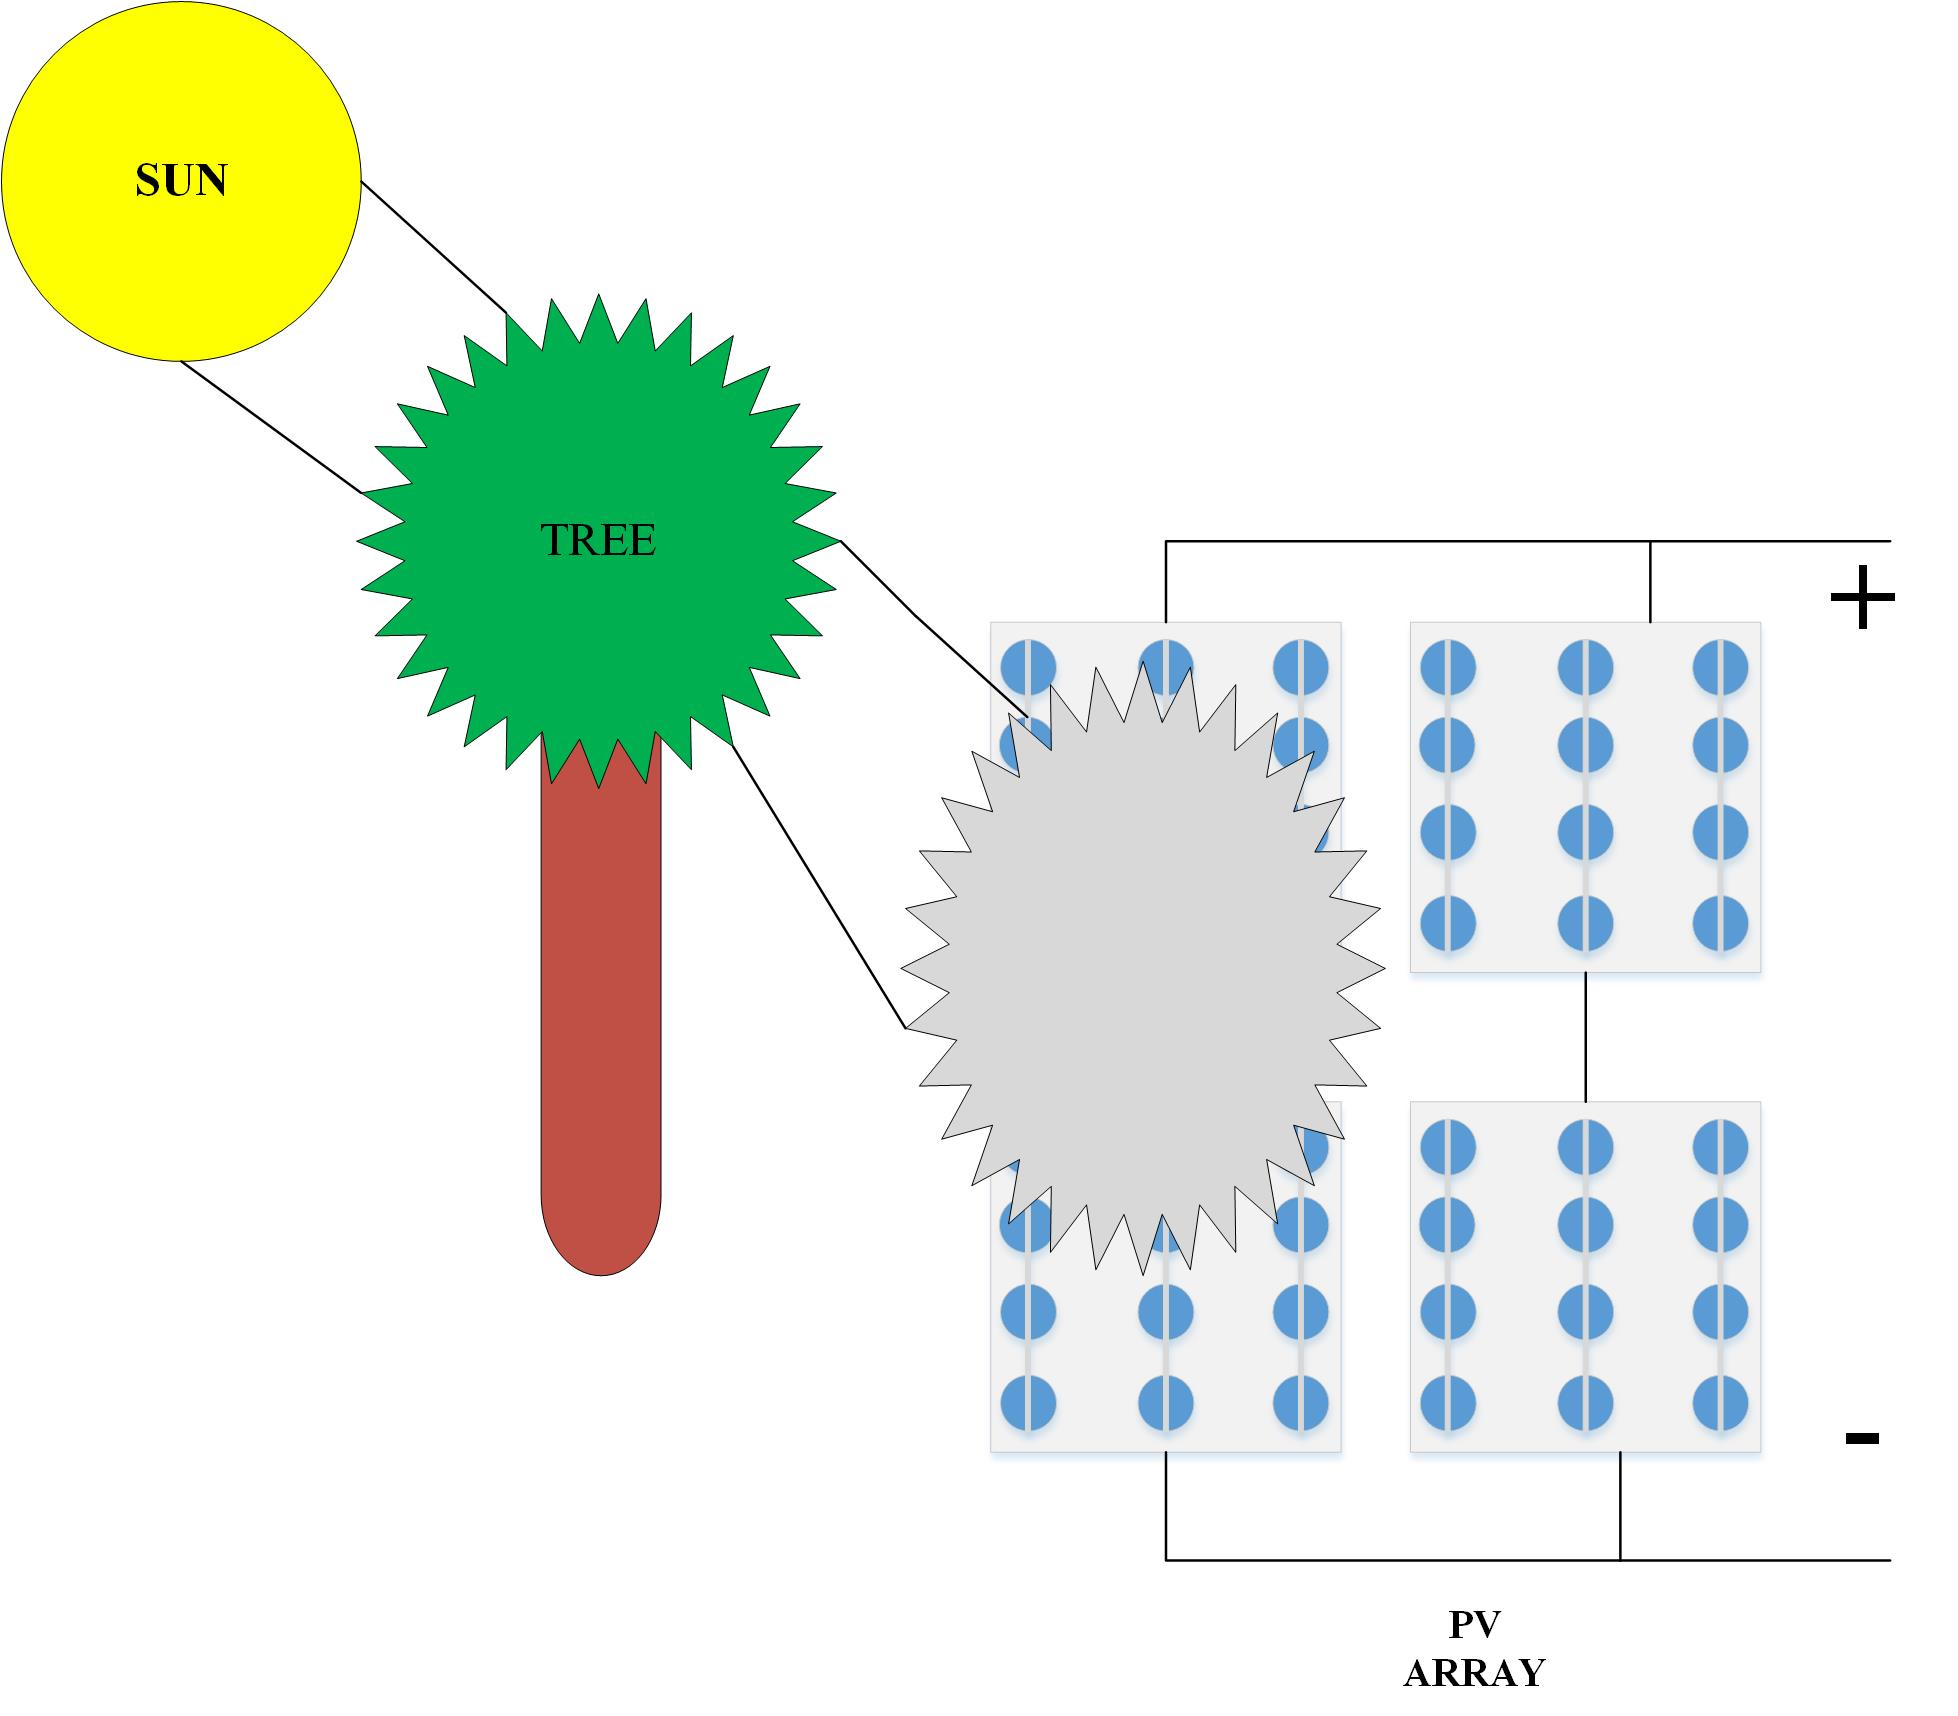 SUN
TREE
+
-
PV
ARRAY